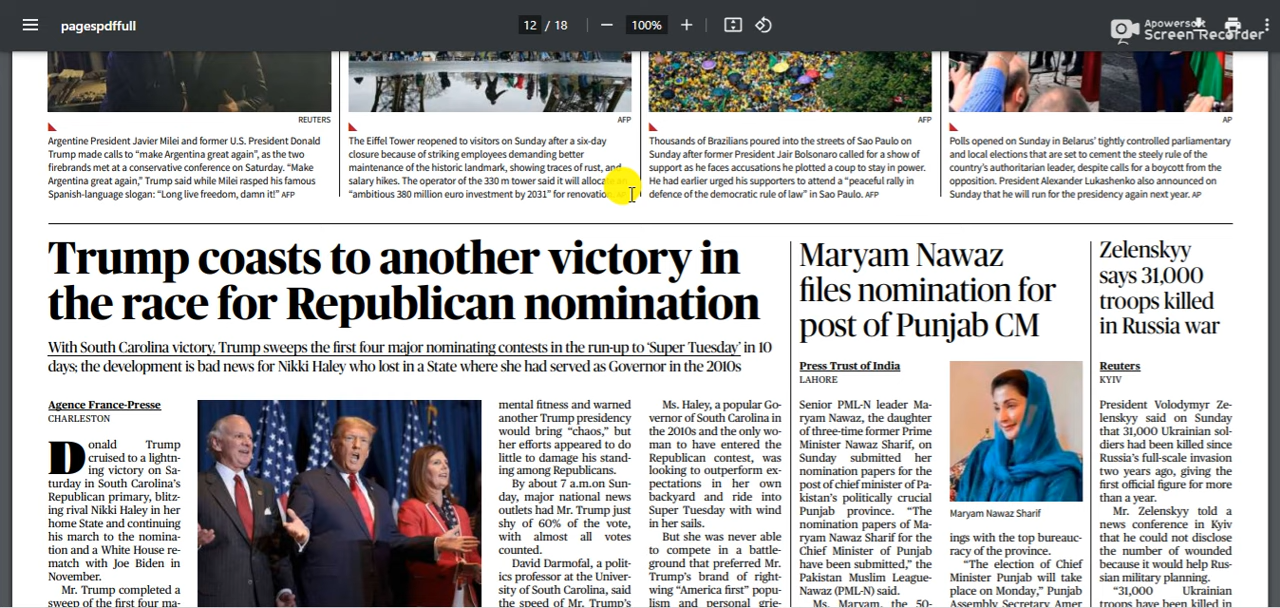 pagespdffull
12 / 18
100%
Apowersoft
Screen Recorder
REUTERS
Argentine President Javier Milei and former U.S. President Donald
Trump made calls to “make Argentina great again”, as the two
firebrands met at a conservative conference on Saturday. “Make
Argentina great again,” Trump said while Milei rasped his famous
Spanish-language slogan: “Long live freedom, damn it!” AFP
AFP
The Eiffel Tower reopened to visitors on Sunday after a six-day
closure because of striking employees demanding better
maintenance of the historic landmark, showing traces of rust, and
salary hikes. The operator of the 330 m tower said it will allocate an
“ambitious 380 million euro investment by 2031” for renovation.
AFP
Thousands of Brazilians poured into the streets of Sao Paulo on
Sunday after former President Jair Bolsonaro called for a show of
support as he faces accusations he plotted a coup to stay in power.
He had earlier urged his supporters to attend a “peaceful rally in
defence of the democratic rule of law” in Sao Paulo. AFP
AP
Polls opened on Sunday in Belarus’ tightly controlled parliamentary
and local elections that are set to cement the steely rule of the
country’s authoritarian leader, despite calls for a boycott from the
opposition. President Alexander Lukashenko also announced on
Sunday that he will run for the presidency again next year. AP
Trump coasts to another victory in
the race for Republican nomination
With South Carolina victory, Trump sweeps the first four major nominating contests in the run-up to ‘Super Tuesday’ in 10
days; the development is bad news for Nikki Haley who lost in a State where she had served as Governor in the 2010s
Agence France-Presse
CHARLESTON
Donald Trump
cruised to a lightn-
ing victory on Sa-
turday in South Carolina’s
Republican primary, blitz-
ing rival Nikki Haley in her
home State and continuing
his march to the nomina-
tion and a White House re-
match with Joe Biden in
November.
Mr. Trump completed a
sweep of the first four ma-
mental fitness and warned
another Trump presidency
would bring “chaos,” but
her efforts appeared to do
little to damage his stand-
ing among Republicans.
By about 7 a.m.on Sun-
day, major national news
outlets had Mr. Trump just
shy of 60% of the vote,
with almost all votes
counted.
David Darmofal, a polit-
ics professor at the Univer-
sity of South Carolina, said
the speed of Mr. Trump’s
Ms. Haley, a popular Go-
vernor of South Carolina in
the 2010s and the only wo-
man to have entered the
Republican contest, was
looking to outperform ex-
pectations in her own
backyard and ride into
Super Tuesday with wind
in her sails.
But she was never able
to compete in a battle-
ground that preferred Mr.
Trump’s brand of right-
wing “America first” popu-
lism and personal grie-
Maryam Nawaz
files nomination for
post of Punjab CM
Press Trust of India
LAHORE
Senior PML-N leader Ma-
ryam Nawaz, the daughter
of three-time former Prime
Minister Nawaz Sharif, on
Sunday submitted her
nomination papers for the
post of chief minister of Pa-
kistan’s politically crucial
Punjab province. “The
nomination papers of Ma-
ryam Nawaz Sharif for the
Chief Minister of Punjab
have been submitted,” the
Pakistan Muslim League-
Nawaz (PML-N) said.
Ms. Maryam, the 50-
Maryam Nawaz Sharif
ings with the top bureauc-
racy of the province.
“The election of Chief
Minister Punjab will take
place on Monday,” Punjab
Assembly Secretary Amer
Zelenskyy
says 31,000
troops killed
in Russia war
Reuters
KYIV
President Volodymyr Ze-
lenskyy said on Sunday
that 31,000 Ukrainian sol-
diers had been killed since
Russia’s full-scale invasion
two years ago, giving the
first official figure for more
than a year.
Mr. Zelenskyy told a
news conference in Kyiv
that he could not disclose
the number of wounded
because it would help Rus-
sian military planning.
“31,000 Ukrainian
troops have been killed in